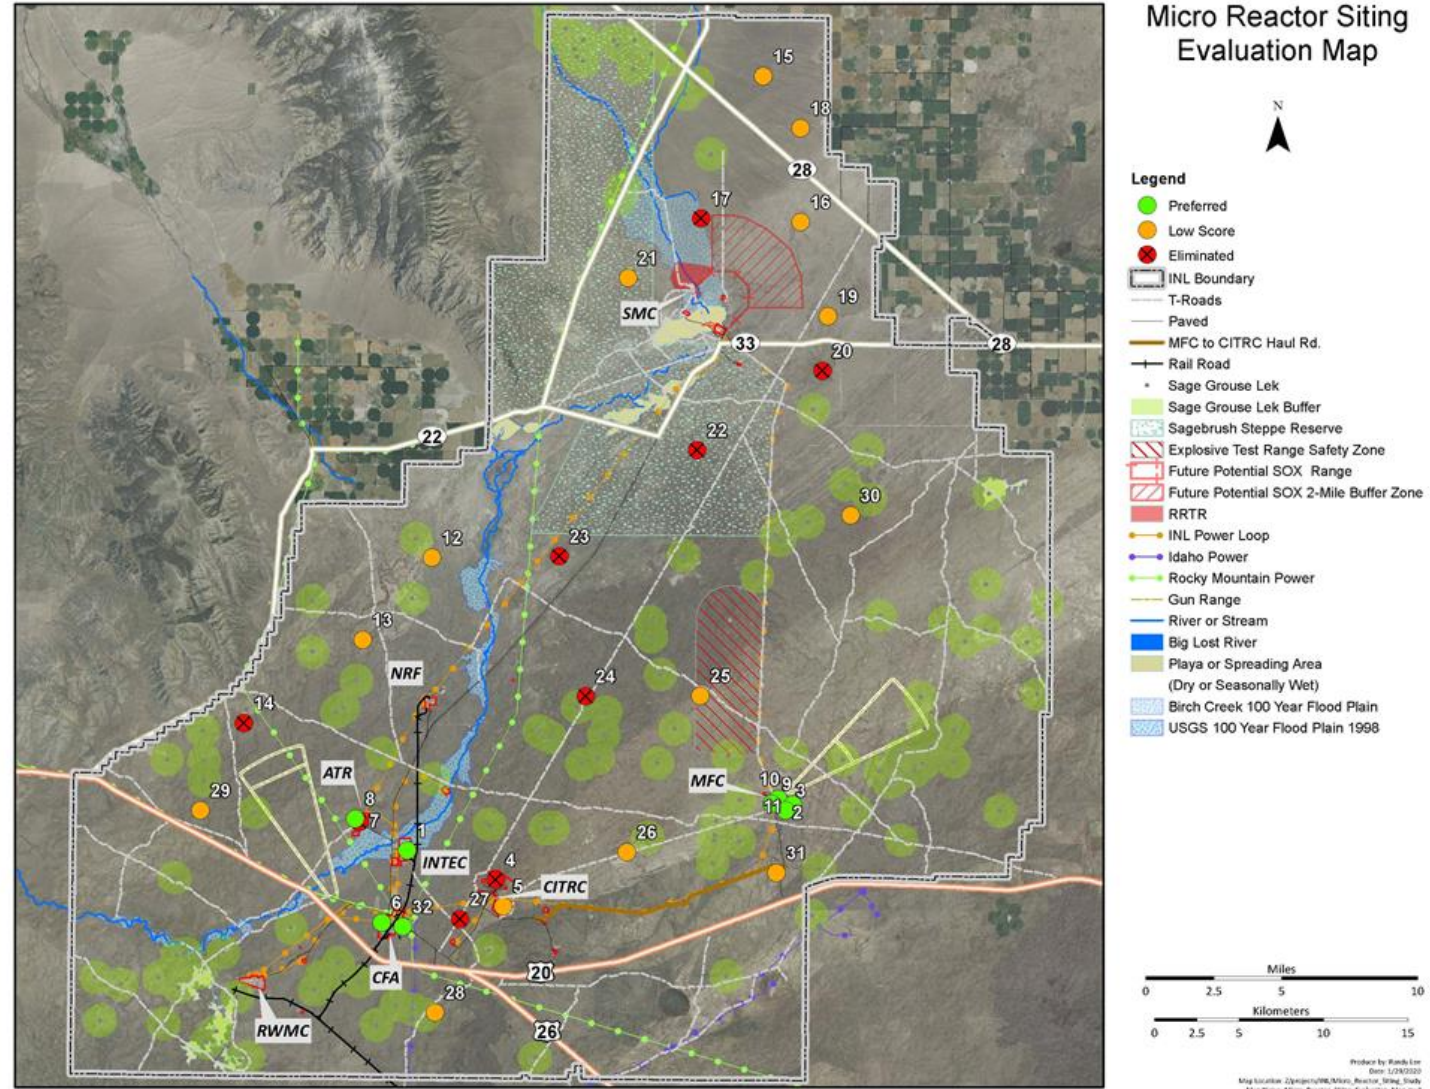 Micro Reactor Siting
Evaluation Map
N
Legend
Preferred
Low Score
Eliminated
INL Boundary
T-Roads
Paved
MFC to CITRC Haul Rd.
Rail Road
Sage Grouse Lek
Sage Grouse Lek Buffer
Sagebrush Steppe Reserve
Explosive Test Range Safety Zone
Future Potential SOX Range
Future Potential SOX 2-Mile Buffer Zone
RRTR
INL Power Loop
Idaho Power
Rocky Mountain Power
Gun Range
River or Stream
Big Lost River
Playa or Spreading Area
(Dry or Seasonally Wet)
Birch Creek 100 Year Flood Plain
USGS 100 Year Flood Plain 1998
15
18
28
17
16
21
SMC
19
33
28
20
22
22
30
12
23
13
NRF
24
25
14
ATR
MFC
10
9
3
11
2
29
8
7
1
INTEC
26
31
4
5
CITRC
27
6
32
CFA
20
28
RWMC
26
Miles
0 2.5 5 10
Kilometers
0 2.5 5 10 15
Date: 1/29/2020